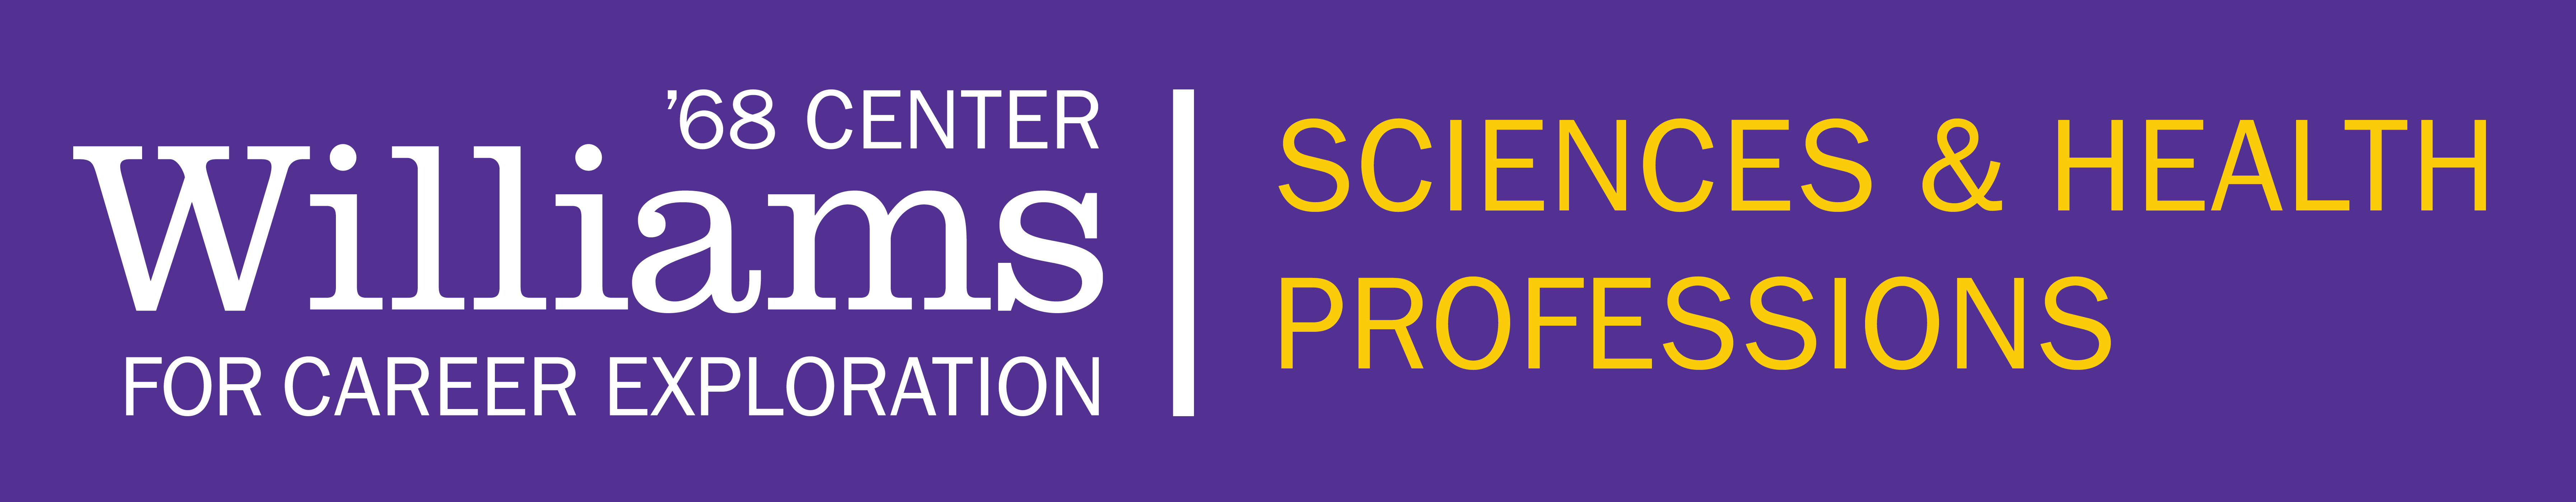 ’68 CENTER
Williams
FOR CAREER EXPLORATION
SCIENCES & HEALTH
PROFESSIONS